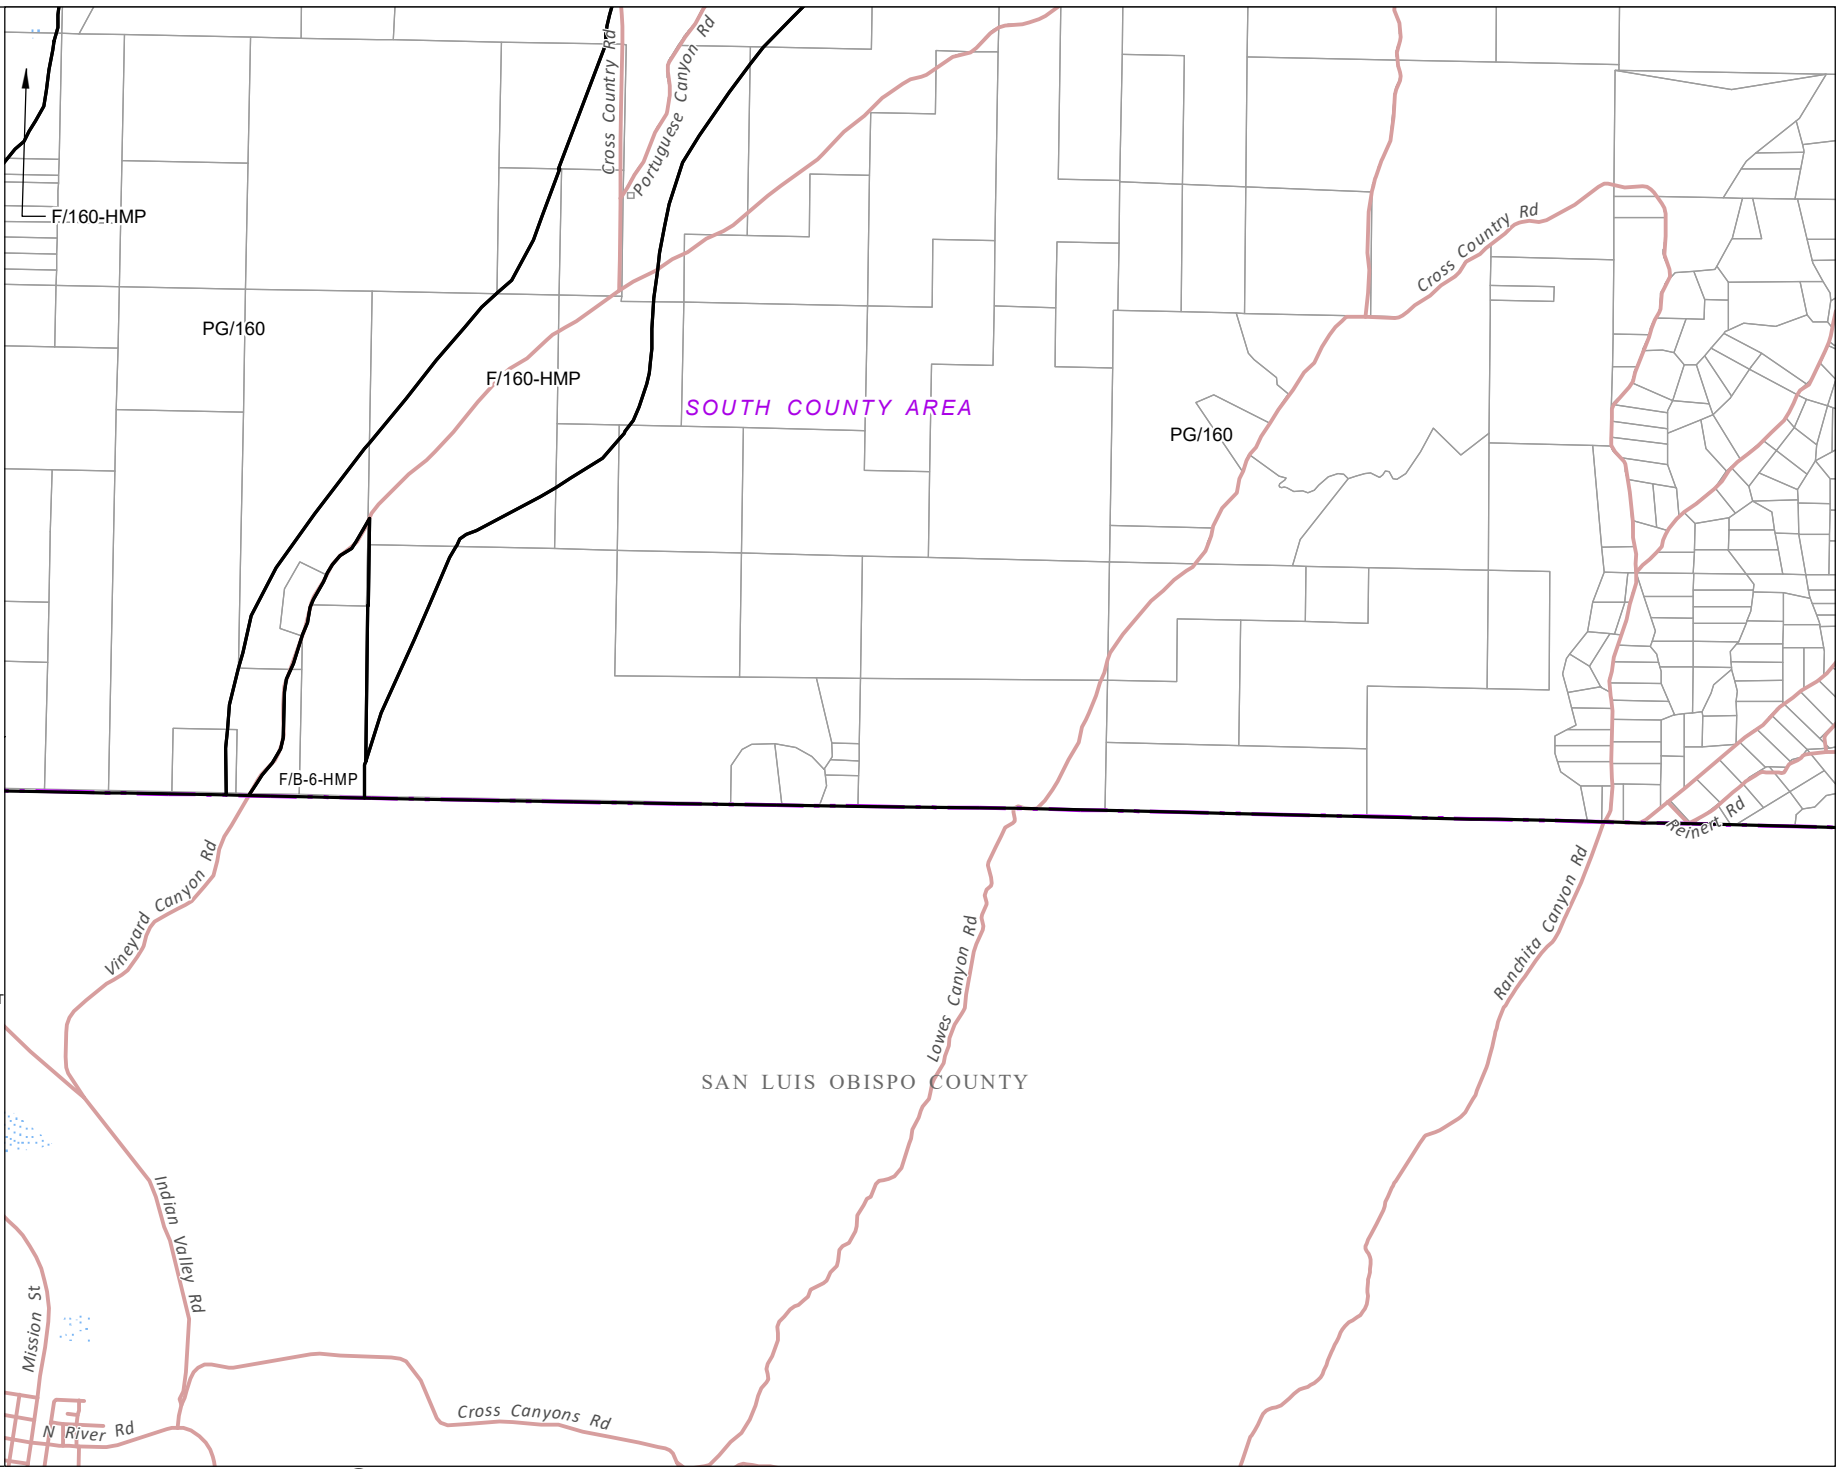 Cross Country Rd
Portuguese Canyon Rd
F/160-HMP
Cross Country Rd
PG/160
F/160-HMP
SOUTH COUNTY AREA
PG/160
F/B-6-HMP
Reinert Rd
Vineyard Canyon Rd
Lowes Canyon Rd
Ranchita Canyon Rd
SAN LUIS OBISPO COUNTY
Indian Valley Rd
Mission St
Cross Canyons Rd
N River Rd